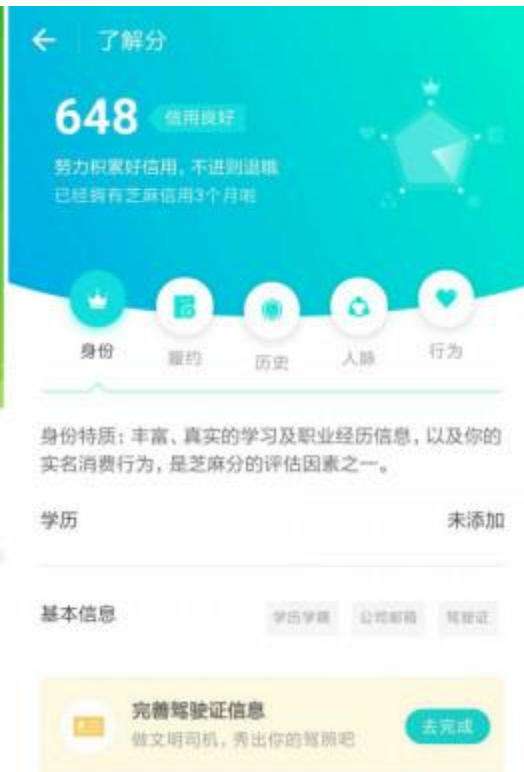 了解分
648 信用良好
努力积累好信用，不进则退哦
已经拥有芝麻信用3个月啦
身份 履约 历史 人脉 行为
身份特质：丰富、真实的学习及职业经历信息，以及你的
实名消费行为，是芝麻分的评估因素之一。
学历 未添加
基本信息 学历学籍 公司邮箱 驾驶证
完善驾驶证信息
做文明司机，秀出你的驾照吧
去完成